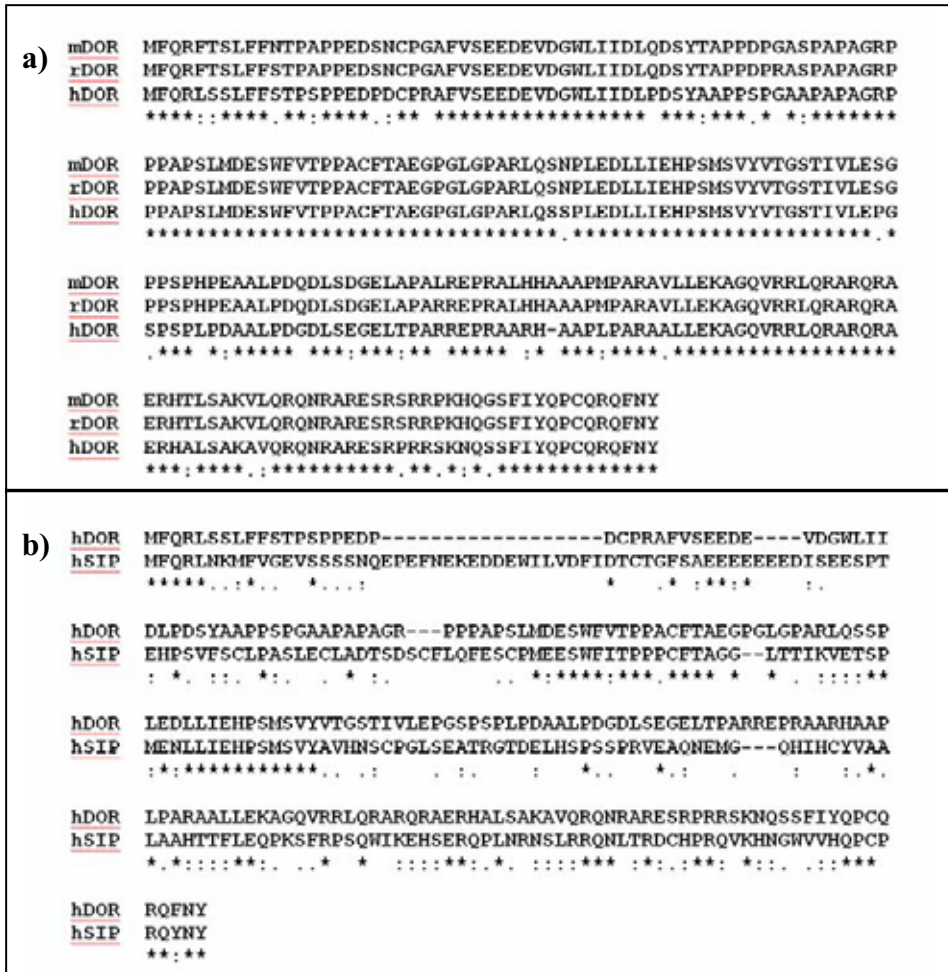 a)
mDOR MFQRFTSLFFNTPAPPEDSNCPGAFVSEEDEVDGWLIIDLQDSYTAPPDPGASPAPAGRP
rDOR MFQRFTSLFFSTPAPPEDSNCPGAFVSEEDEVDGWLIIDLQDSYTAPPDPRASPAPAGRP
hDOR MFQRLSSLFFSTPSPPEDPDCPRAFVSEEDEVDGWLIIDLPDSYAAPPSPGAAPAPAGRP
****::****.**:****.:** ***************** ***:***.* *:*******
mDOR PPAPSLMDESWFVTPPACFTAEGPGLGPARLQSNPLEDLLIEHPSMSVYVTGSTIVLESG
rDOR PPAPSLMDESWFVTPPACFTAEGPGLGPARLQSNPLEDLLIEHPSMSVYVTGSTIVLESG
hDOR PPAPSLMDESWFVTPPACFTAEGPGLGPARLQSSPLEDLLIEHPSMSVYVTGSTIVLEPG
*********************************.************************.*
mDOR PPSPHPEAALPDQDLSDGELAPALREPRALHHAAAPMPARAVLLEKAGQVRRLQRARQRA
rDOR PPSPHPEAALPDQDLSDGELAPALREPRALHHAAAPMPARAVLLEKAGQVRRLQRARQRA
hDOR SPSPLPDAALPDGDLSEGELTPARREPRAARH-AAPLPARAALLEKAGQVRRLQRARQRA
.*** *:***** ***:***:** ***** :* ***:****.******************
mDOR ERHTLSAKVLQRQNRARESRSRRPKHQGSFIYQPCQRQFNY
rDOR ERHTLSAKVLQRQNRARESRSRRPKHQGSFIYQPCQRQFNY
hDOR ERHALSAKAVQRQNRARESRPRRSKNQSSFIYQPCQRQFNY
***:****.:**********.**.*:*.*************
b)
hDOR MFQRLSSLFFSTPSPPEDP------------------DCPRAFVSEEDE----VDGWLII
hSIP MFQRLNKMFVGEVSSSSNQEPEFNEKEDDEWILVDFIDTCTGFSAEEEEEEEDISEESPT
*****..:*.. *...: * * :**:* :.
hDOR DLPDSYAAPPSPGAAPAPAGR---PPPAPSLMDESWFVTPPACFTAEGPGLGPARLQSSP
hSIP EHPSVFSCLPASLECLADTSDSCFLQFESCPMEESWFITPPPCFTAGG--LTTIKVETSP
: *. ::. *:. * :. .. *:****:***.**** * * . ::::**
hDOR LEDLLIEHPSMSVYVTGSTIVLEPGSPSPLPDAALPDGDLSEGELTPARREPRAARHAAP
hSIP MENLLIEHPSMSVYAVHNSCPGLSEATRGTDELHSPSSPRVEAQNEMG---QHIHCYVAA
:*:***********.. .: . :. : *.. *.: . : :.*.
hDOR LPARAALLEKAGQVRRLQRARQRAERHALSAKAVQRQNRARESRPRRSKNQSSFIYQPCQ
hSIP LAAHTTFLEQPKSFRPSQWIKEHSERQPLNRNSLRRQNLTRDCHPRQVKHNGWVVHQPCP
*.*::::**:. ..* * ::::**:.*. ::::*** :*:.:**: *::. .::***
hDOR RQFNY
hSIP RQYNY
**:**